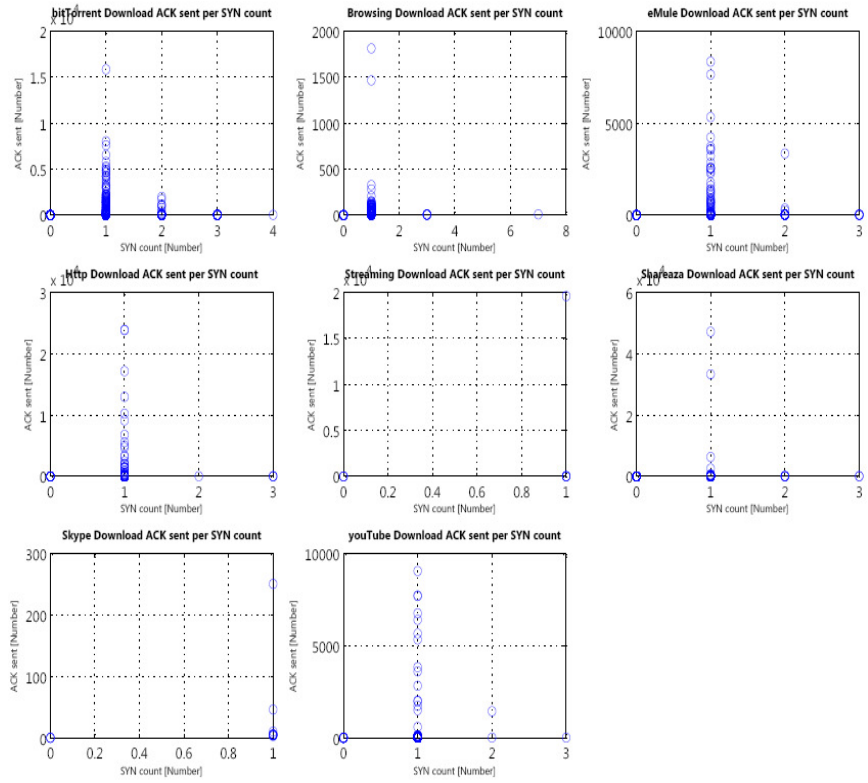 bitTorrent Download ACK sent per SYN count
x 10^4
2
1.5
1
0.5
0
ACK sent [Number]
0 1 2 3 4
SYN count [Number]
Browsing Download ACK sent per SYN count
2000
1500
1000
500
0
ACK sent [Number]
0 2 4 6 8
SYN count [Number]
eMule Download ACK sent per SYN count
10000
5000
0
ACK sent [Number]
0 1 2 3
SYN count [Number]
Http Download ACK sent per SYN count
x 10^4
3
2
1
0
ACK sent [Number]
0 1 2 3
SYN count [Number]
Streaming Download ACK sent per SYN count
x 10^4
2
1.5
1
0.5
0
ACK sent [Number]
0 0.2 0.4 0.6 0.8 1
SYN count [Number]
Shareaza Download ACK sent per SYN count
x 10^4
6
4
2
0
ACK sent [Number]
0 1 2 3
SYN count [Number]
Skype Download ACK sent per SYN count
300
200
100
0
ACK sent [Number]
0 0.2 0.4 0.6 0.8 1
SYN count [Number]
youTube Download ACK sent per SYN count
10000
5000
0
ACK sent [Number]
0 1 2 3
SYN count [Number]